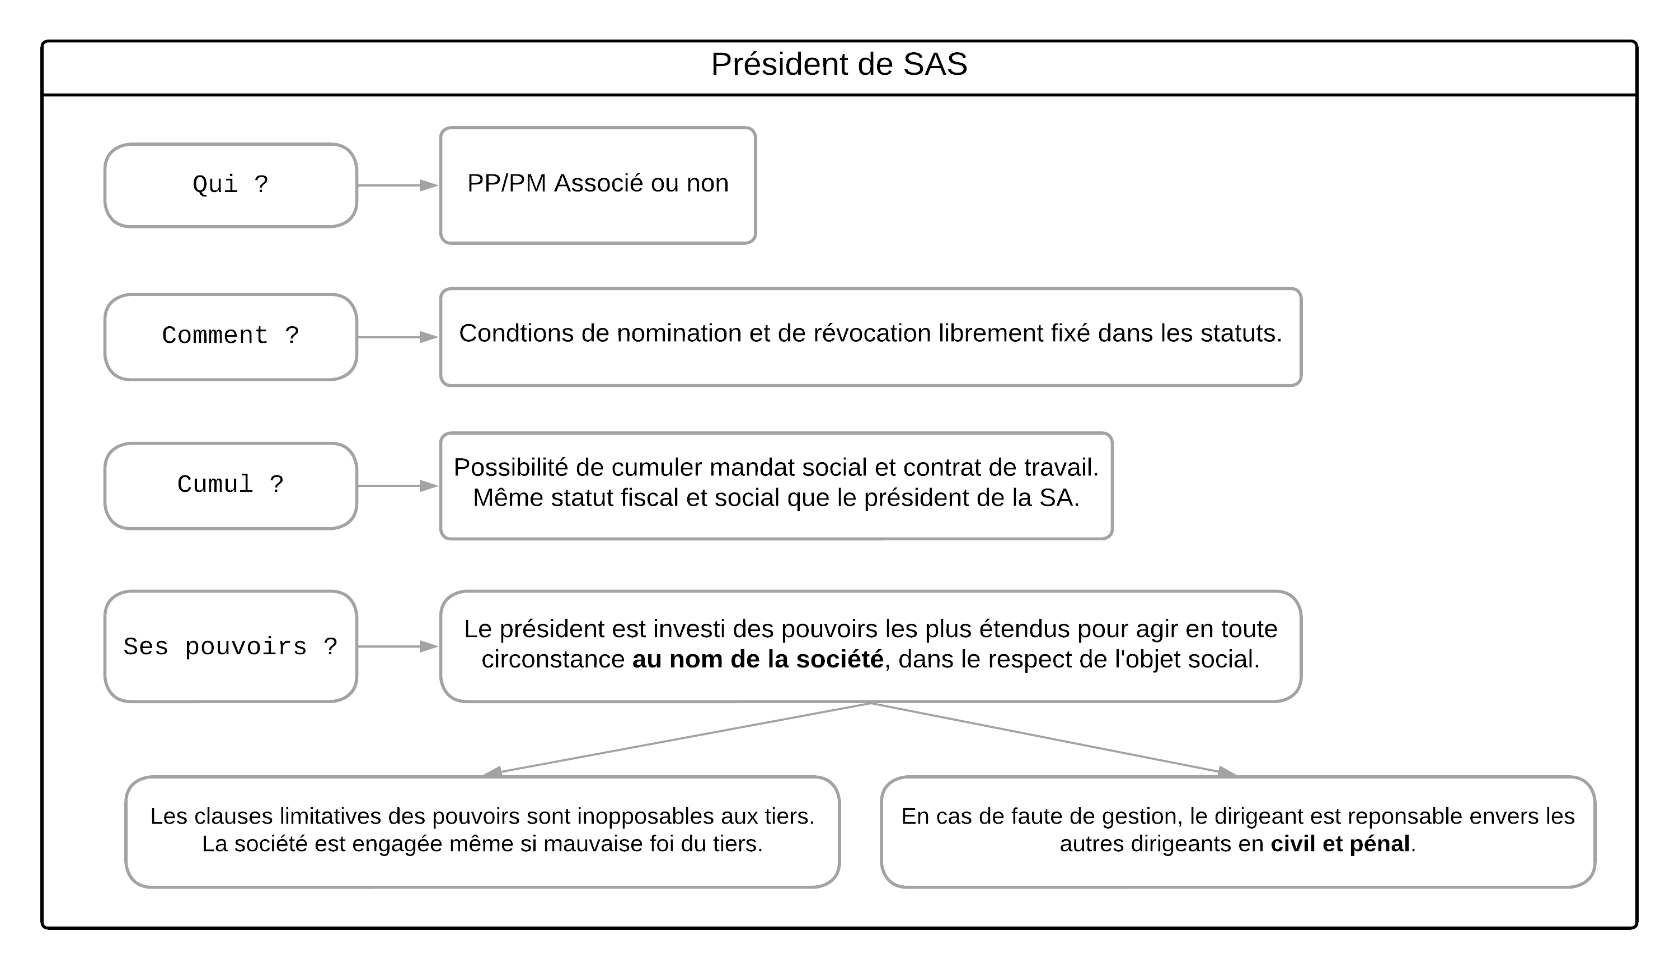 Président de SAS
Qui ?
PP/PM Associé ou non
Comment ?
Condtions de nomination et de révocation librement fixé dans les statuts.
Cumul ?
Possibilité de cumuler mandat social et contrat de travail.
Même statut fiscal et social que le président de la SA.
Ses pouvoirs ?
Le président est investi des pouvoirs les plus étendus pour agir en toute
circonstance au nom de la société, dans le respect de l'objet social.
Les clauses limitatives des pouvoirs sont inopposables aux tiers.
La société est engagée même si mauvaise foi du tiers.
En cas de faute de gestion, le dirigeant est reponsable envers les
autres dirigeants en civil et pénal.